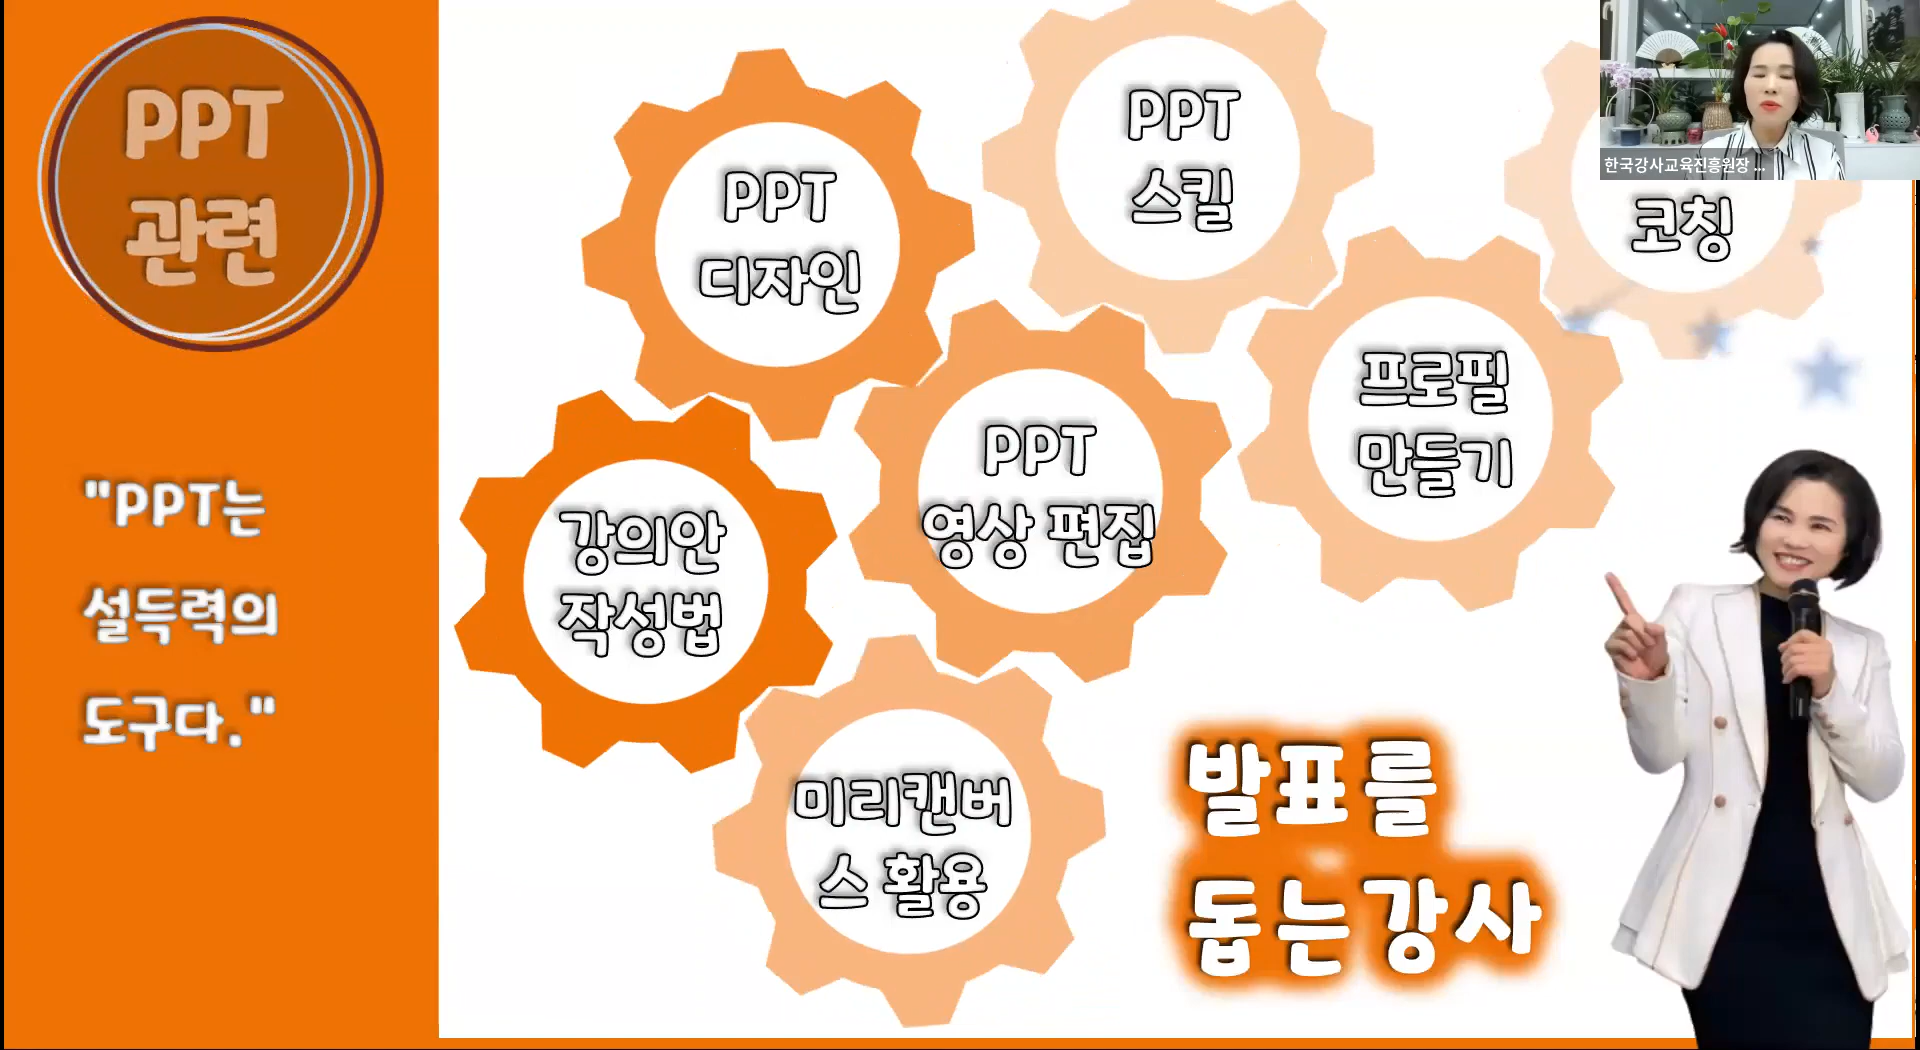 PPT
관련
"PPT는
설득력의
도구다."
PPT
디자인
PPT
스킬
코칭
프로필
만들기
PPT
영상 편집
강의안
작성법
미리캔버
스 활용
발표를
돕는강사
한국강사교육진흥원장 ...